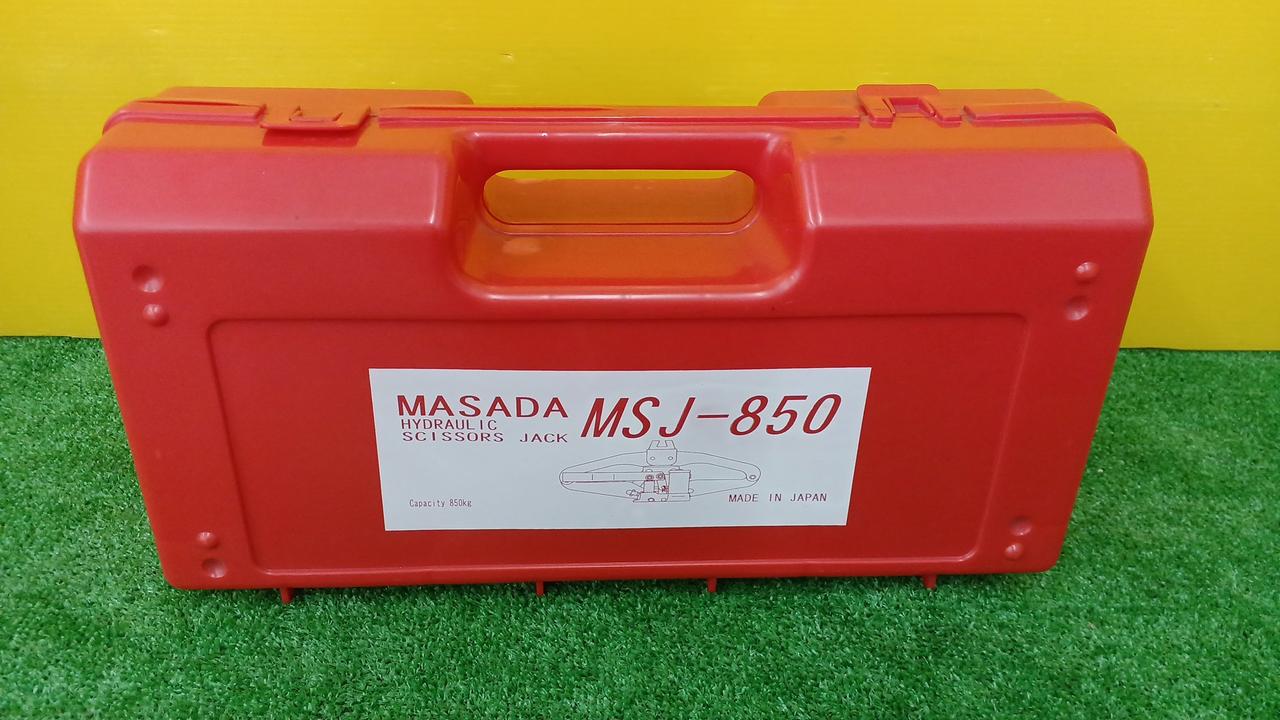 MASADA MSJ-850
HYDRAULIC
SCISSORS JACK
Capacity 850kg
MADE IN JAPAN